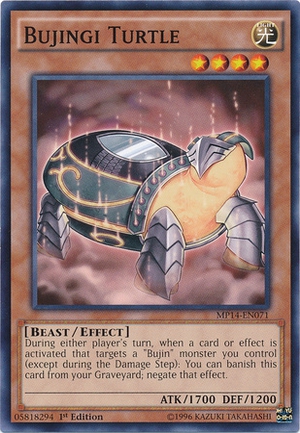 BUJINGI TURTLE
LIGHT
光
MP14-EN071
[BEAST / EFFECT]
During either player's turn, when a card or effect is
activated that targets a "Bujin" monster you control
(except during the Damage Step): You can banish
this card from your Graveyard; negate that effect.
ATK/1700 DEF/1200
05818294 1st Edition ©1996 KAZUKI TAKAHASHI